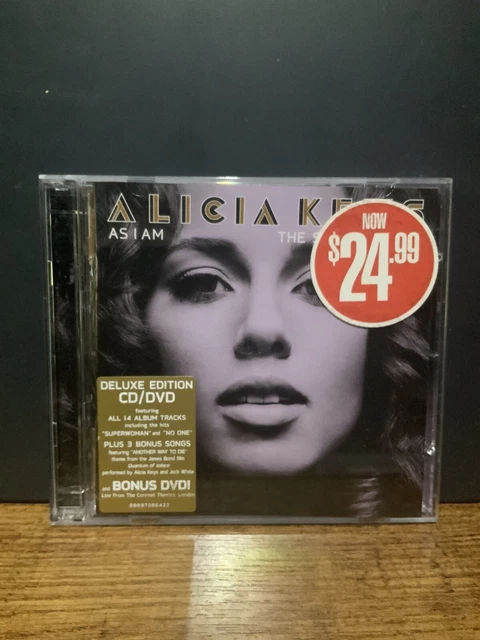 ALICIA KEYS
AS I AM
THE S
NOW
$24.99
DELUXE EDITION
CD/DVD
featuring
ALL 14 ALBUM TRACKS
including the hits
"SUPERWOMAN" and "NO ONE"
PLUS 3 BONUS SONGS
featuring "ANOTHER WAY TO DIE"
theme from the James Bond film
Quantum of Solace
performed by Alicia Keys and Jack White
and BONUS DVD!
Live From The Coronet Theatre, London